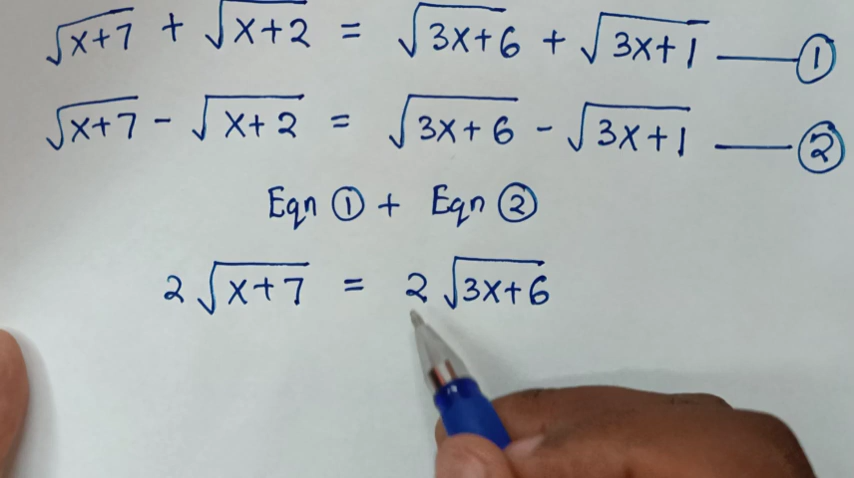 √x+7 + √x+2 = √3x+6 + √3x+1 —— ①
√x+7 - √x+2 = √3x+6 - √3x+1 —— ②
Eqn ① + Eqn ②
2√x+7 = 2√3x+6